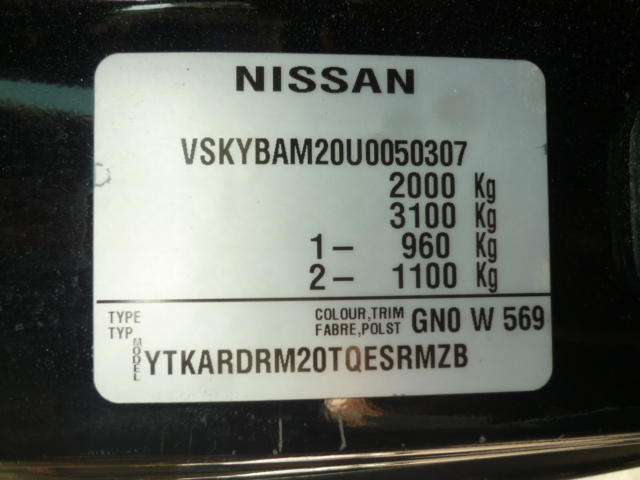 NISSAN
VSKYBAM20U0050307
2000 Kg
3100 Kg
1- 960 Kg
2- 1100 Kg
TYPE COLOUR,TRIM GN0 W 569
TYP FABRE,POLST
MODEL YTKARDRM20TQESRMZB